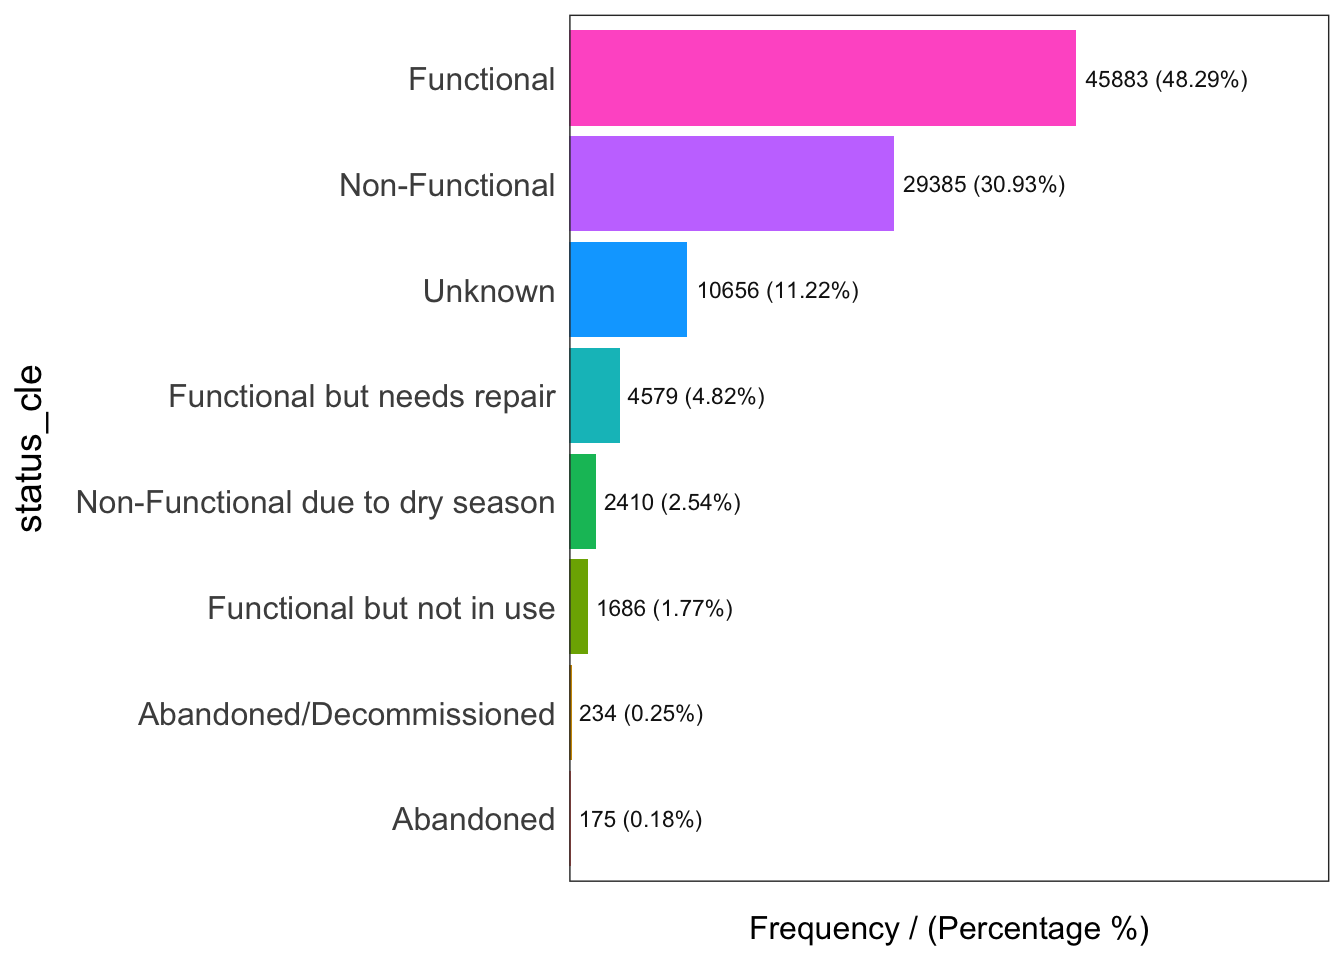 Functional 45883 (48.29%)
Non-Functional 29385 (30.93%)
Unknown 10656 (11.22%)
Functional but needs repair 4579 (4.82%)
Non-Functional due to dry season 2410 (2.54%)
Functional but not in use 1686 (1.77%)
Abandoned/Decommissioned 234 (0.25%)
Abandoned 175 (0.18%)
status_cle
Frequency / (Percentage %)